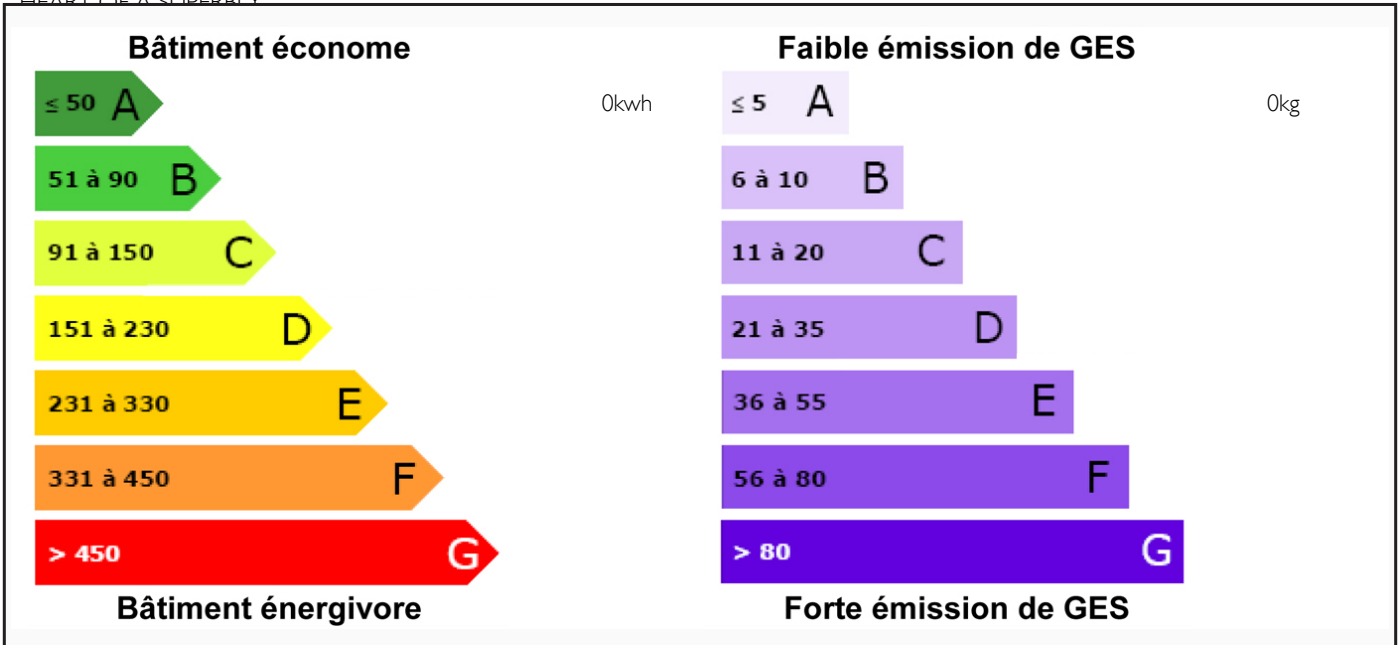 Bâtiment économe
≤ 50 A 0kwh
51 à 90 B
91 à 150 C
151 à 230 D
231 à 330 E
331 à 450 F
> 450 G
Bâtiment énergivore
Faible émission de GES
≤ 5 A 0kg
6 à 10 B
11 à 20 C
21 à 35 D
36 à 55 E
56 à 80 F
> 80 G
Forte émission de GES